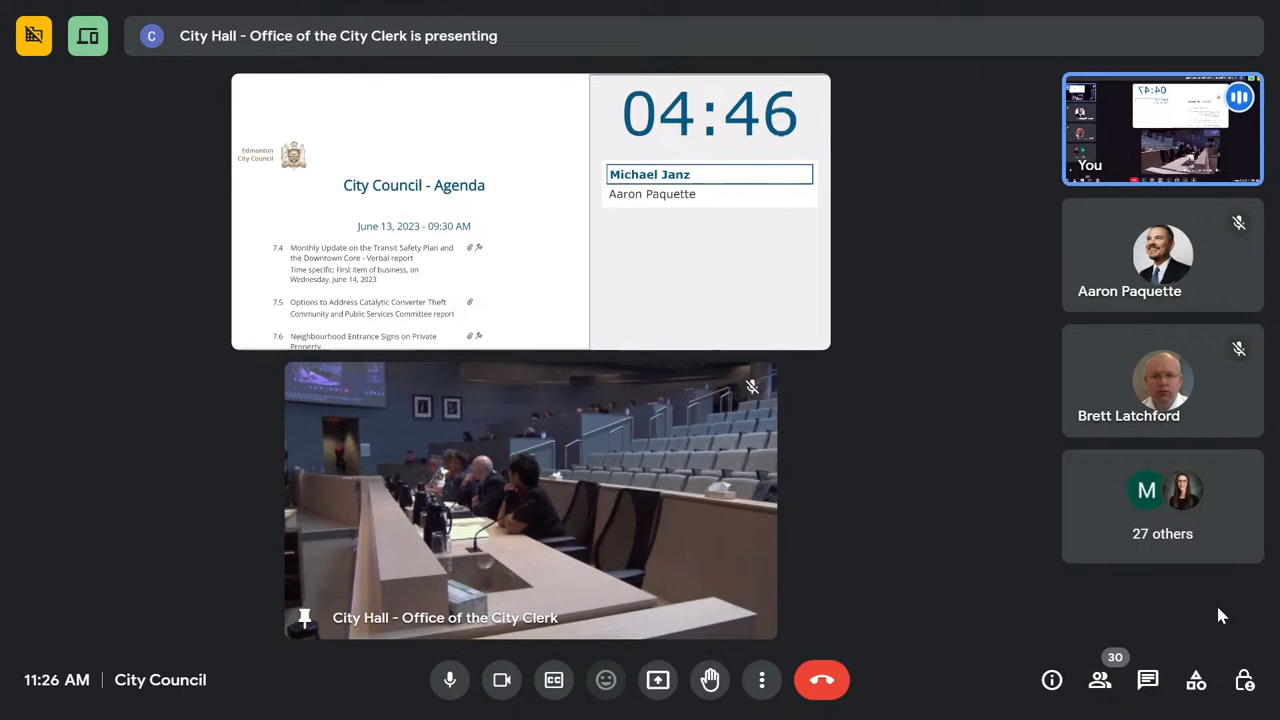 City Hall - Office of the City Clerk is presenting
C
Edmonton
City Council
City Council - Agenda
June 13, 2023 - 09:30 AM
7.4 Monthly Update on the Transit Safety Plan and
the Downtown Core - Verbal report
Time specific: First item of business, on
Wednesday, June 14, 2023
7.5 Options to Address Catalytic Converter Theft
Community and Public Services Committee report
7.6 Neighbourhood Entrance Signs on Private
Property
04:46
Michael Janz
Aaron Paquette
04:47
You
Aaron Paquette
Brett Latchford
M
27 others
City Hall - Office of the City Clerk
11:26 AM | City Council
CC
30